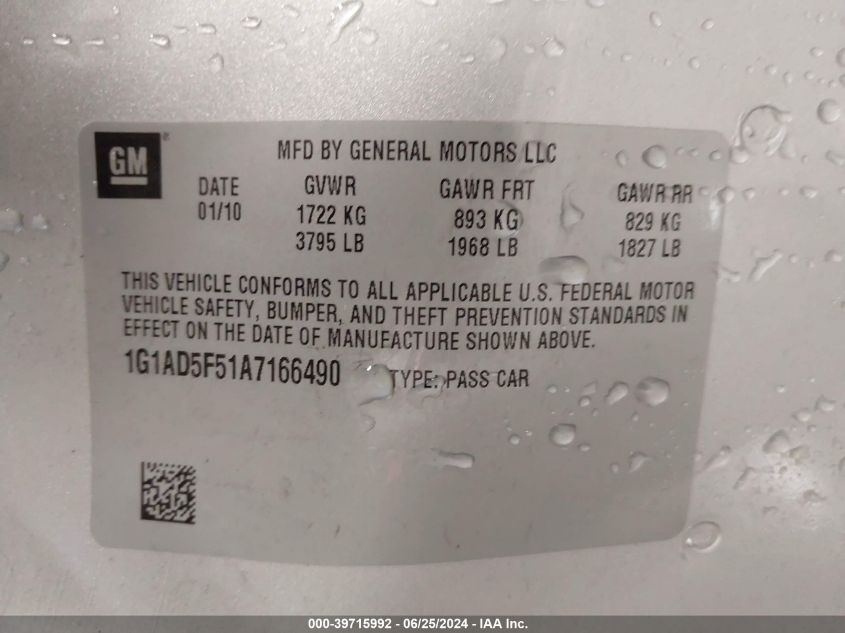 GM
MFD BY GENERAL MOTORS LLC
DATE GVWR GAWR FRT GAWR RR
01/10 1722 KG 893 KG 829 KG
3795 LB 1968 LB 1827 LB
THIS VEHICLE CONFORMS TO ALL APPLICABLE U.S. FEDERAL MOTOR
VEHICLE SAFETY, BUMPER, AND THEFT PREVENTION STANDARDS IN
EFFECT ON THE DATE OF MANUFACTURE SHOWN ABOVE.
1G1AD5F51A7166490 TYPE: PASS CAR
000-39715992 - 06/25/2024 - IAA Inc.